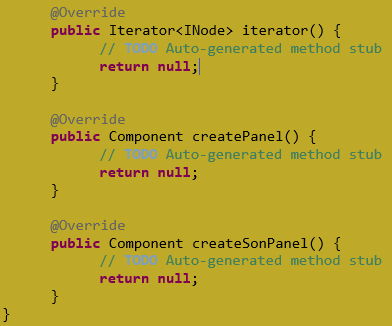 @Override
public Iterator<INode> iterator() {
// TODO Auto-generated method stub
return null;
}
@Override
public Component createPanel() {
// TODO Auto-generated method stub
return null;
}
@Override
public Component createSonPanel() {
// TODO Auto-generated method stub
return null;
}
}